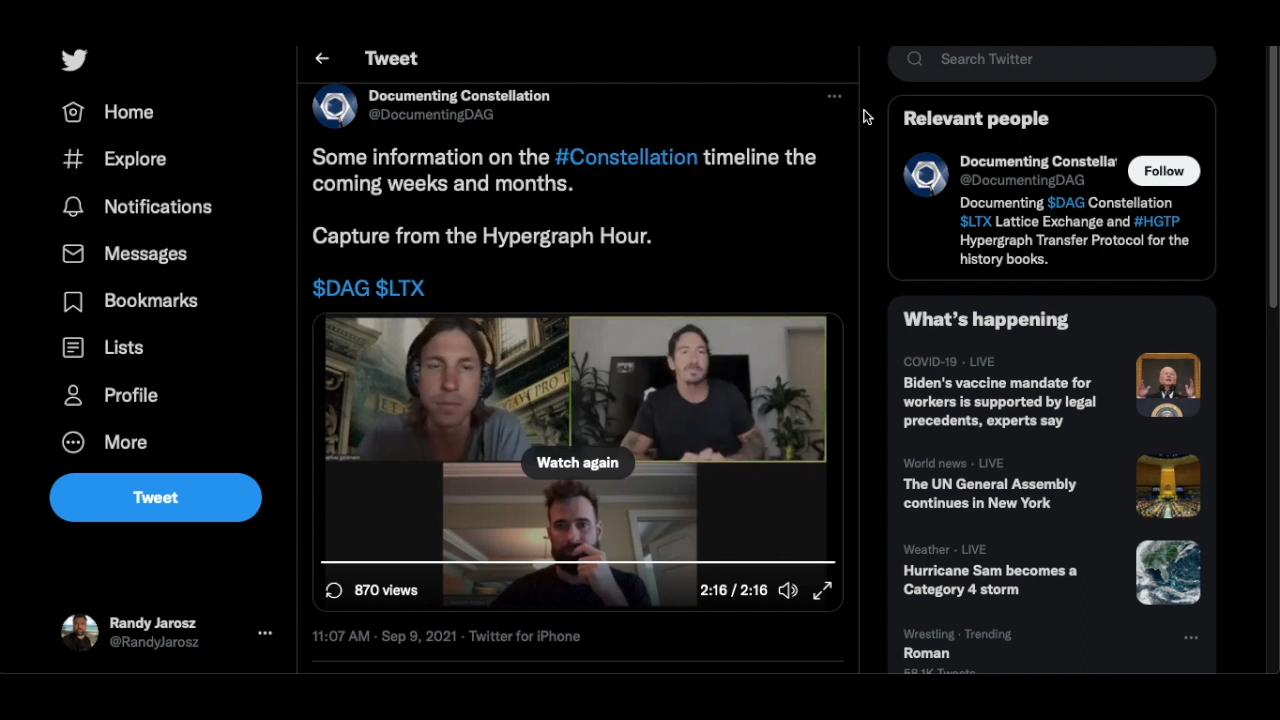 Home
Explore
Notifications
Messages
Bookmarks
Lists
Profile
More
Tweet
Randy Jarosz
@RandyJarosz
Tweet
Documenting Constellation
@DocumentingDAG
Some information on the #Constellation timeline the
coming weeks and months.
Capture from the Hypergraph Hour.
$DAG $LTX
Watch again
870 views
2:16 / 2:16
11:07 AM · Sep 9, 2021 · Twitter for iPhone
Search Twitter
Relevant people
Documenting Constella
@DocumentingDAG
Follow
Documenting $DAG Constellation
$LTX Lattice Exchange and #HGTP
Hypergraph Transfer Protocol for the
history books.
What's happening
COVID-19 · LIVE
Biden's vaccine mandate for
workers is supported by legal
precedents, experts say
World news · LIVE
The UN General Assembly
continues in New York
Weather · LIVE
Hurricane Sam becomes a
Category 4 storm
Wrestling · Trending
Roman
58.1K Tweets